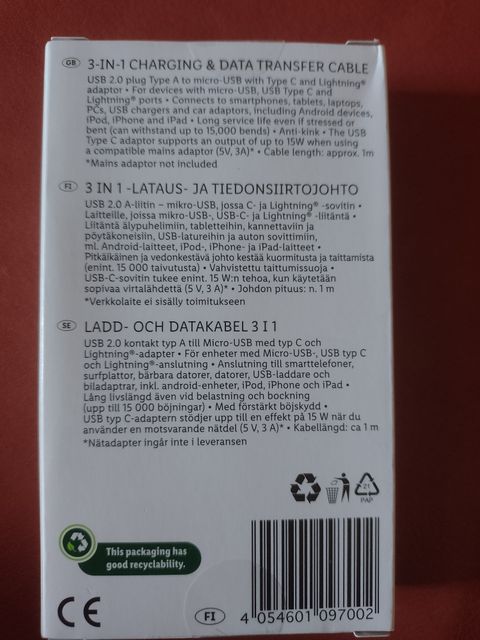 GB 3-IN-1 CHARGING & DATA TRANSFER CABLE
USB 2.0 plug Type A to micro-USB with Type C and Lightning®
adaptor • For devices with micro-USB, USB Type C and
Lightning® ports • Connects to smartphones, tablets, laptops,
PCs, USB chargers and car adaptors, including Android devices,
iPod, iPhone and iPad • Long service life even if stressed or
bent (can withstand up to 15,000 bends) • Anti-kink • The USB
Type C adaptor supports an output of up to 15W when using
a compatible mains adaptor (5V, 3A)* • Cable length: approx. 1m
*Mains adaptor not included
FI 3 IN 1 -LATAUS- JA TIEDONSIIRTOJOHTO
USB 2.0 A-liitin – mikro-USB, jossa C- ja Lightning® -sovitin •
Laitteille, joissa mikro-USB-, USB-C- ja Lightning® -liitäntä •
Liitäntä älypuhelimiin, tabletteihin, kannettaviin ja
pöytäkoneisiin, USB-latureihin ja auton sovittimiin,
ml. Android-laitteet, iPod-, iPhone- ja iPad-laitteet •
Pitkäikäinen ja vedonkestävä johto kestää kuormitusta ja taittamista
(enint. 15 000 taivutusta) • Vahvistettu taittumissuoja •
USB-C-sovitin tukee enint. 15 W:n tehoa, kun käytetään
sopivaa virtalähdettä (5 V, 3 A)* • Johdon pituus: n. 1 m
*Verkkolaite ei sisälly toimitukseen
SE LADD- OCH DATAKABEL 3 I 1
USB 2.0 kontakt typ A till Micro-USB med typ C och
Lightning®-adapter • För enheter med Micro-USB-, USB typ C
och Lightning®-anslutning • Anslutning till smarttelefoner,
surfplattor, bärbara datorer, datorer, USB-laddare och
biladaptrar, inkl. android-enheter, iPod, iPhone och iPad •
Lång livslängd även vid belastning och bockning
(upp till 15 000 böjningar) • Med förstärkt böjskydd •
USB typ C-adaptern stödjer upp till en effekt på 15 W när du
använder en motsvarande nätdel (5 V, 3 A)* • Kabellängd: ca 1 m
*Nätadapter ingår inte i leveransen
21
PAP
This packaging has
good recyclability.
CE
FI
4 054601 097002